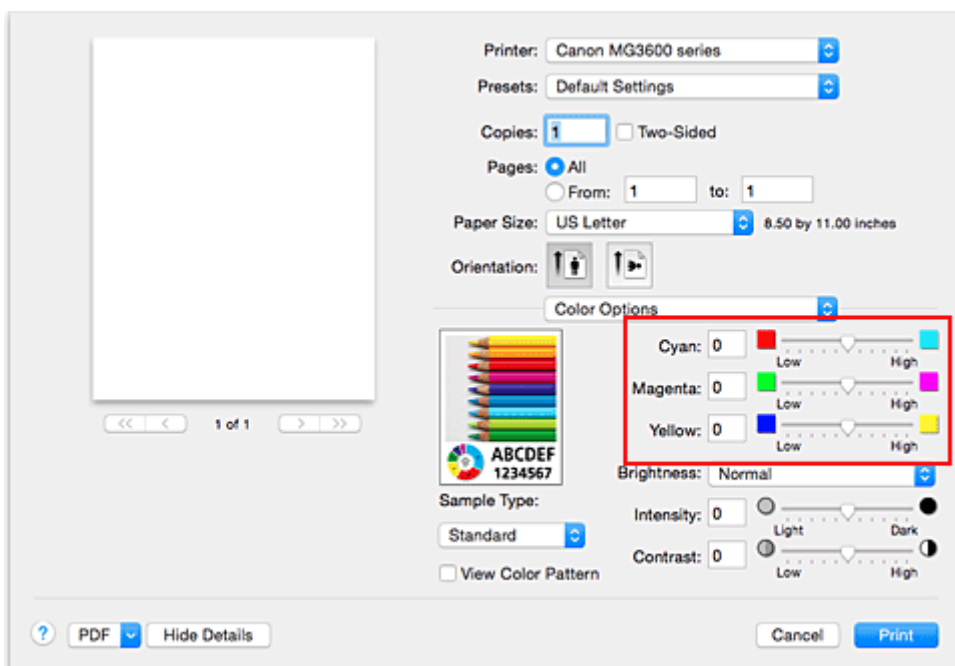 Printer: Canon MG3600 series
Presets: Default Settings
Copies: 1 Two-Sided
Pages: All
From: 1 to: 1
Paper Size: US Letter 8.50 by 11.00 inches
Orientation:
Color Options
Cyan: 0
Low High
Magenta: 0
Low High
Yellow: 0
Low High
<< < 1 of 1 > >>
ABCDEF
1234567
Brightness: Normal
Sample Type:
Intensity: 0
Light Dark
Standard
Contrast: 0
Low High
View Color Pattern
? PDF Hide Details Cancel Print